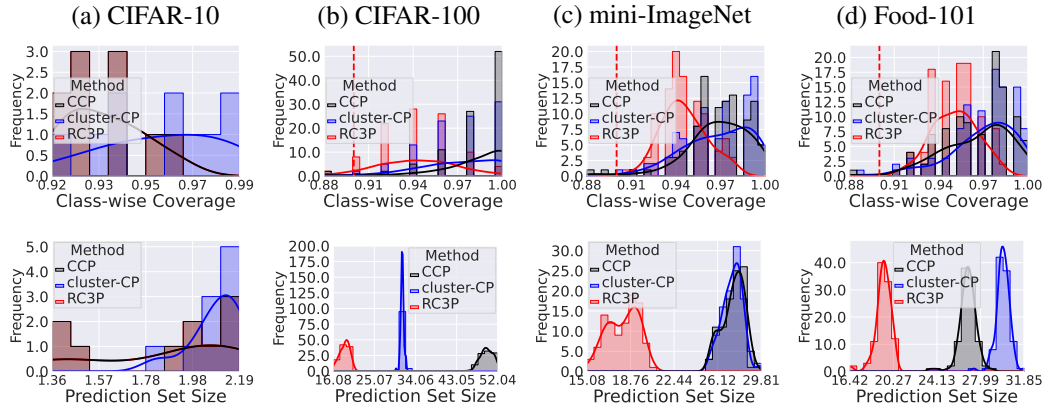 (a) CIFAR-10
(b) CIFAR-100
(c) mini-ImageNet
(d) Food-101
3.0
2.5
2.0
1.5
1.0
0.5
0.0
Frequency
Method
CCP
cluster-CP
RC3P
0.92 0.93 0.95 0.97 0.99
Class-wise Coverage
50.0
40.0
30.0
20.0
10.0
0.0
Frequency
Method
CCP
cluster-CP
RC3P
0.88 0.91 0.94 0.97 1.00
Class-wise Coverage
20.0
17.5
15.0
12.5
10.0
7.5
5.0
2.5
0.0
Frequency
Method
CCP
cluster-CP
RC3P
0.88 0.91 0.94 0.97 1.00
Class-wise Coverage
20.0
17.5
15.0
12.5
10.0
7.5
5.0
2.5
0.0
Frequency
Method
CCP
cluster-CP
RC3P
0.88 0.91 0.94 0.97 1.00
Class-wise Coverage
5.0
4.0
3.0
2.0
1.0
0.0
Frequency
Method
CCP
cluster-CP
RC3P
1.36 1.57 1.78 1.98 2.19
Prediction Set Size
200.0
175.0
150.0
125.0
100.0
75.0
50.0
25.0
0.0
Frequency
Method
CCP
cluster-CP
RC3P
16.08 25.07 34.06 43.05 52.04
Prediction Set Size
30.0
25.0
20.0
15.0
10.0
5.0
0.0
Frequency
Method
CCP
cluster-CP
RC3P
15.08 18.76 22.44 26.12 29.81
Prediction Set Size
40.0
30.0
20.0
10.0
0.0
Frequency
Method
CCP
cluster-CP
RC3P
16.42 20.27 24.13 27.99 31.85
Prediction Set Size